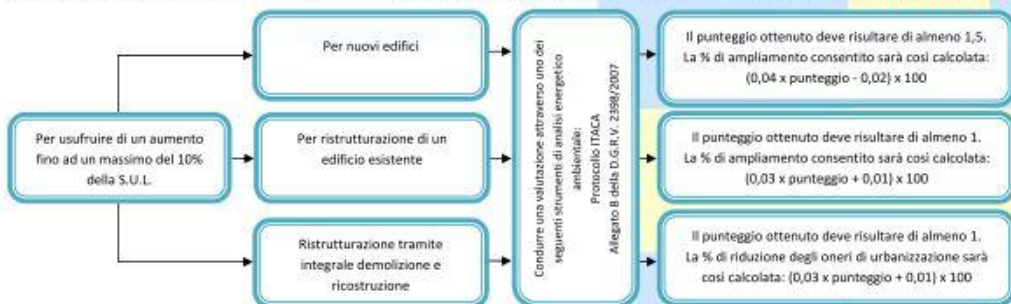 Per usufruire di un aumento
fino ad un massimo del 10%
della S.U.L.
Per nuovi edifici
Per ristrutturazione di un
edificio esistente
Ristrutturazione tramite
integrale demolizione e
ricostruzione
Condurre una valutazione attraverso uno dei
seguenti strumenti di analisi energetico
ambientale:
Protocollo ITACA
Allegato B della D.G.R.V. 2398/2007
Il punteggio ottenuto deve risultare di almeno 1,5.
La % di ampliamento consentito sarà così calcolata:
(0,04 x punteggio - 0,02) x 100
Il punteggio ottenuto deve risultare di almeno 1.
La % di ampliamento consentito sarà così calcolata:
(0,03 x punteggio + 0,01) x 100
Il punteggio ottenuto deve risultare di almeno 1.
La % di riduzione degli oneri di urbanizzazione sarà
così calcolata: (0,03 x punteggio + 0,01) x 100